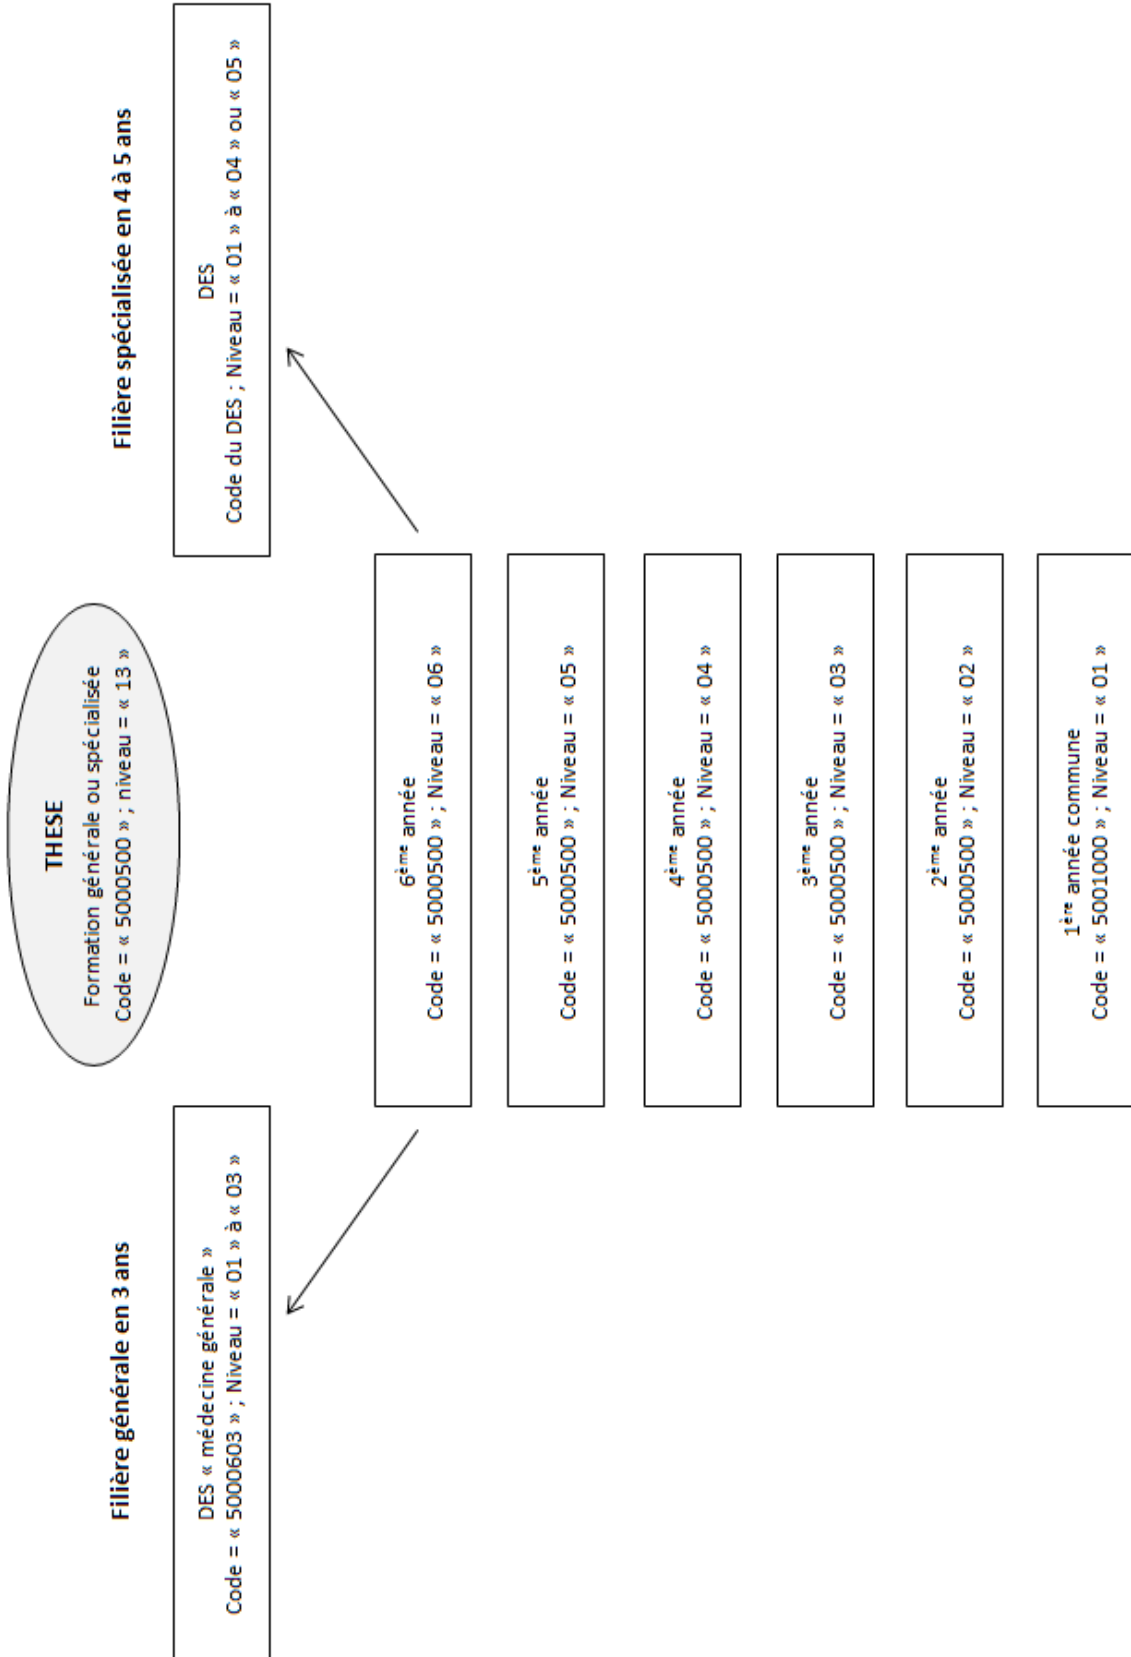 THESE
Formation générale ou spécialisée
Code = « 5000500 » ; niveau = « 13 »
Filière générale en 3 ans
Filière spécialisée en 4 à 5 ans
DES « médecine générale »
Code = « 5000603 » ; Niveau = « 01 » à « 03 »
DES
Code du DES ; Niveau = « 01 » à « 04 » ou « 05 »
6ème année
Code = « 5000500 » ; Niveau = « 06 »
5ème année
Code = « 5000500 » ; Niveau = « 05 »
4ème année
Code = « 5000500 » ; Niveau = « 04 »
3ème année
Code = « 5000500 » ; Niveau = « 03 »
2ème année
Code = « 5000500 » ; Niveau = « 02 »
1ère année commune
Code = « 5001000 » ; Niveau = « 01 »